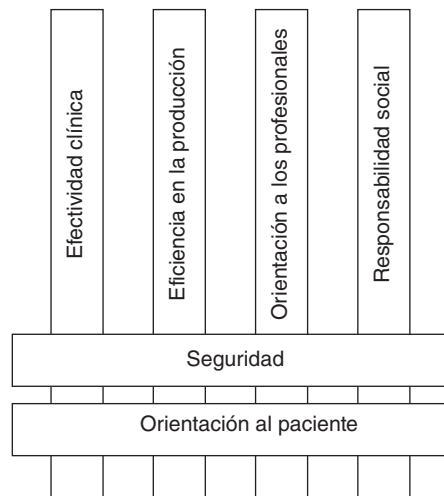 Efectividad clínica
Eficiencia en la producción
Orientación a los profesionales
Responsabilidad social
Seguridad
Orientación al paciente